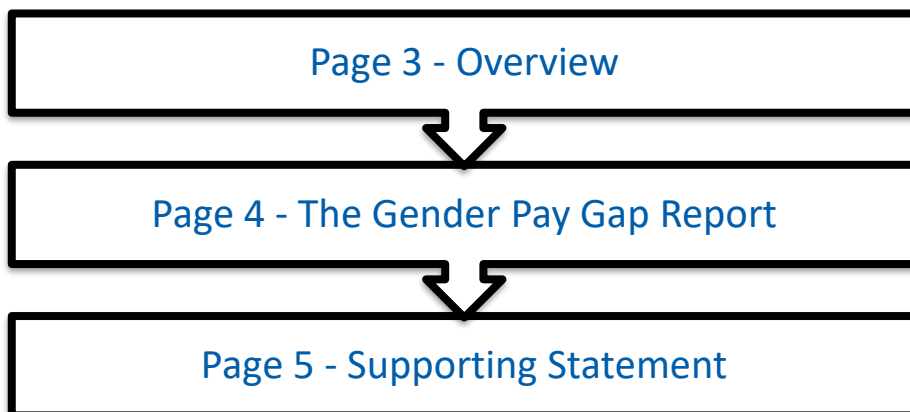 Page 3 - Overview
Page 4 - The Gender Pay Gap Report
Page 5 - Supporting Statement